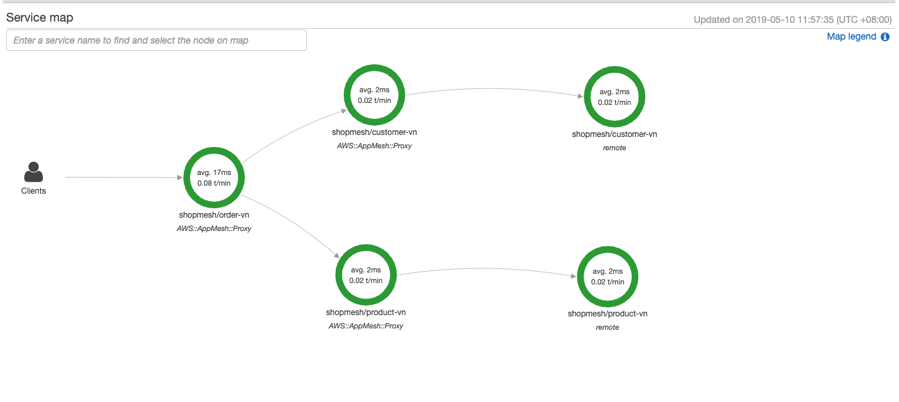 Service map
Updated on 2019-05-10 11:57:35 (UTC +08:00)
Enter a service name to find and select the node on map
Map legend
avg. 2ms
0.02 t/min
shopmesh/customer-vn
AWS::AppMesh::Proxy
avg. 2ms
0.02 t/min
shopmesh/customer-vn
remote
Clients
avg. 17ms
0.08 t/min
shopmesh/order-vn
AWS::AppMesh::Proxy
avg. 2ms
0.02 t/min
shopmesh/product-vn
AWS::AppMesh::Proxy
avg. 2ms
0.02 t/min
shopmesh/product-vn
remote